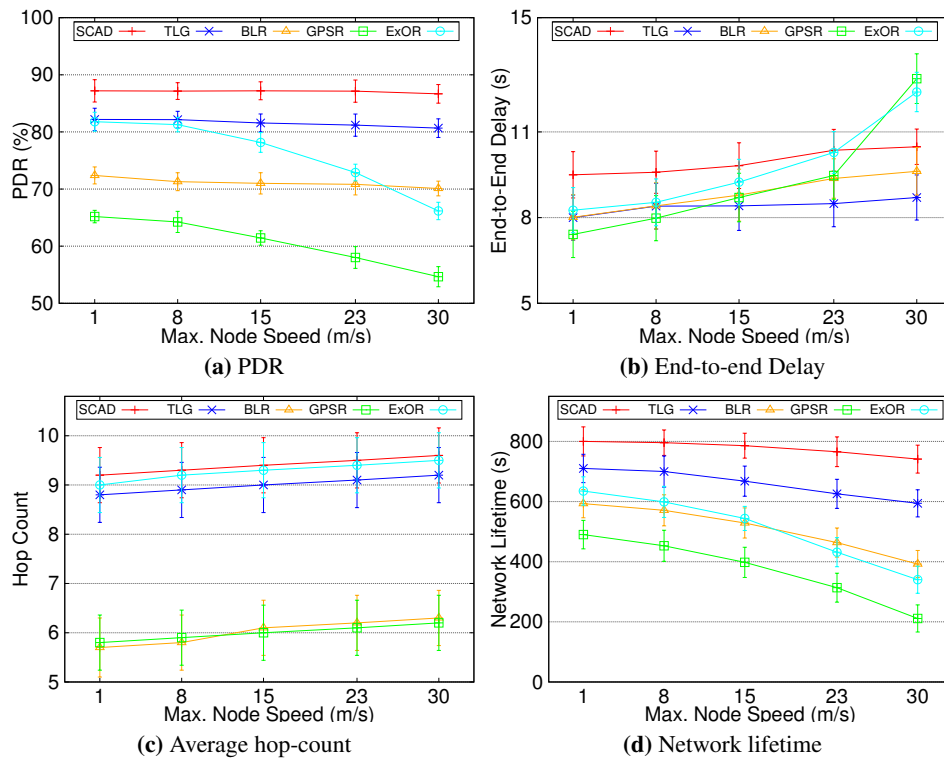 100
90
80
70
60
50
PDR (%)
SCAD TLG BLR GPSR ExOR
1 8 15 23 30
Max. Node Speed (m/s)
(a) PDR
15
11
8
5
End-to-End Delay (s)
SCAD TLG BLR GPSR ExOR
1 8 15 23 30
Max. Node Speed (m/s)
(b) End-to-end Delay
10
9
8
7
6
5
Hop Count
SCAD TLG BLR GPSR ExOR
1 8 15 23 30
Max. Node Speed (m/s)
(c) Average hop-count
800
600
400
200
0
Network Lifetime (s)
SCAD TLG BLR GPSR ExOR
1 8 15 23 30
Max. Node Speed (m/s)
(d) Network lifetime